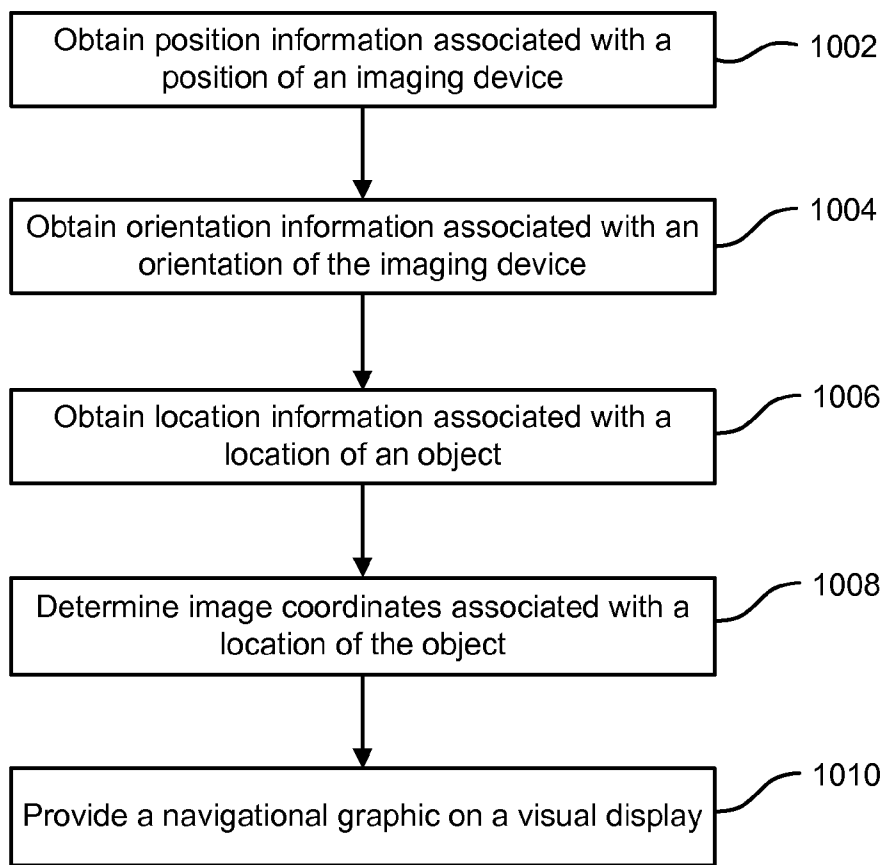 Obtain position information associated with a
position of an imaging device
1002
Obtain orientation information associated with an
orientation of the imaging device
1004
Obtain location information associated with a
location of an object
1006
Determine image coordinates associated with a
location of the object
1008
Provide a navigational graphic on a visual display
1010